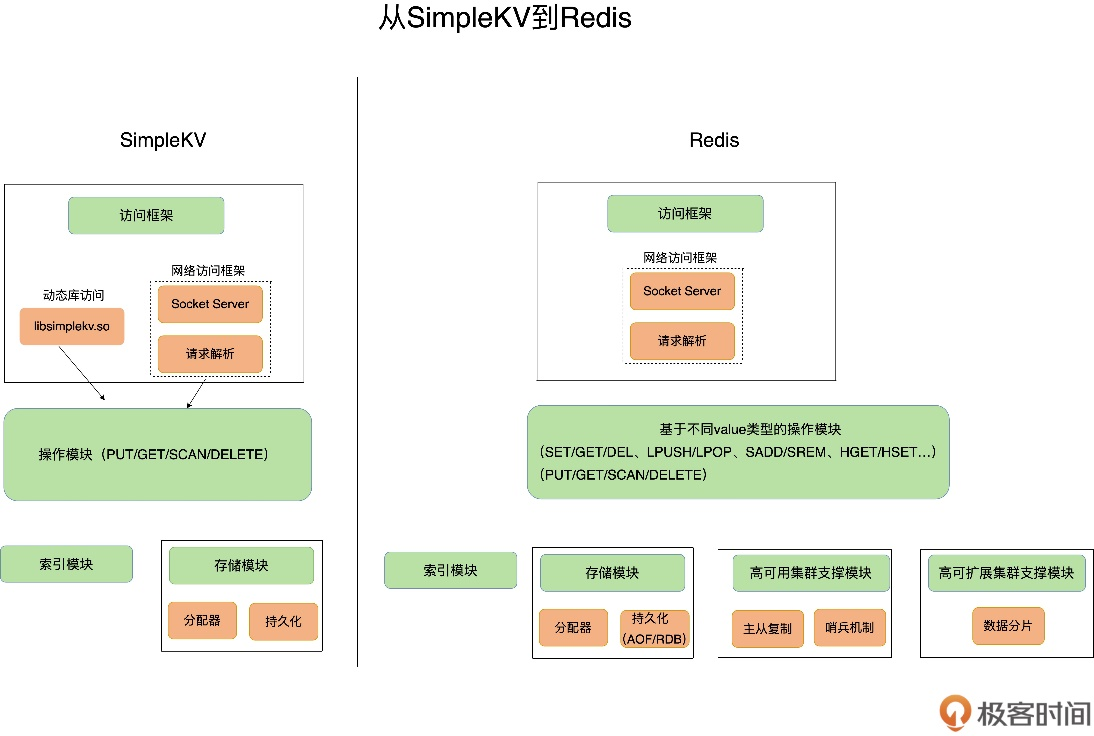 从SimpleKV到Redis
SimpleKV
访问框架
网络访问框架
动态库访问
Socket Server
libsimplekv.so
请求解析
操作模块（PUT/GET/SCAN/DELETE）
索引模块
存储模块
分配器
持久化
Redis
访问框架
网络访问框架
Socket Server
请求解析
基于不同value类型的操作模块
（SET/GET/DEL、LPUSH/LPOP、SADD/SREM、HGET/HSET...）
（PUT/GET/SCAN/DELETE）
索引模块
存储模块
分配器
持久化
（AOF/RDB）
高可用集群支撑模块
主从复制
哨兵机制
高可扩展集群支撑模块
数据分片
极客时间